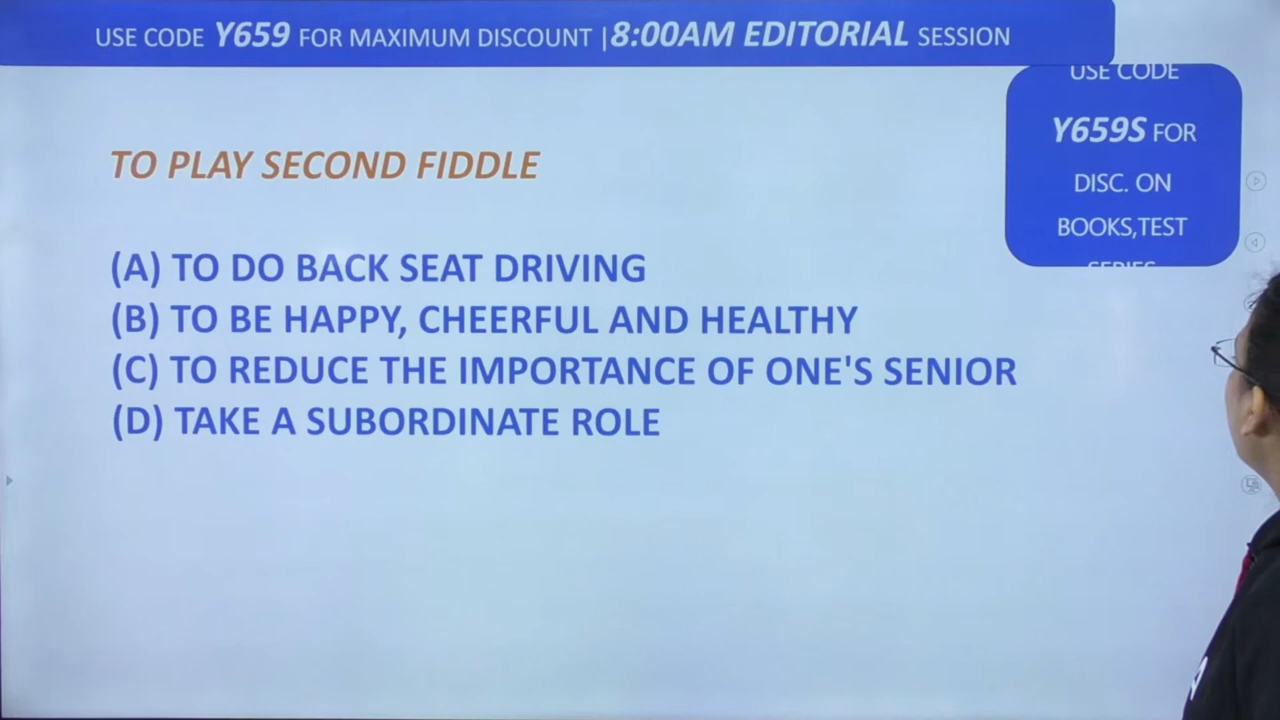 USE CODE Y659 FOR MAXIMUM DISCOUNT |8:00AM EDITORIAL SESSION
USE CODE
Y659S FOR
DISC. ON
BOOKS,TEST
SERIES
TO PLAY SECOND FIDDLE
(A) TO DO BACK SEAT DRIVING
(B) TO BE HAPPY, CHEERFUL AND HEALTHY
(C) TO REDUCE THE IMPORTANCE OF ONE'S SENIOR
(D) TAKE A SUBORDINATE ROLE